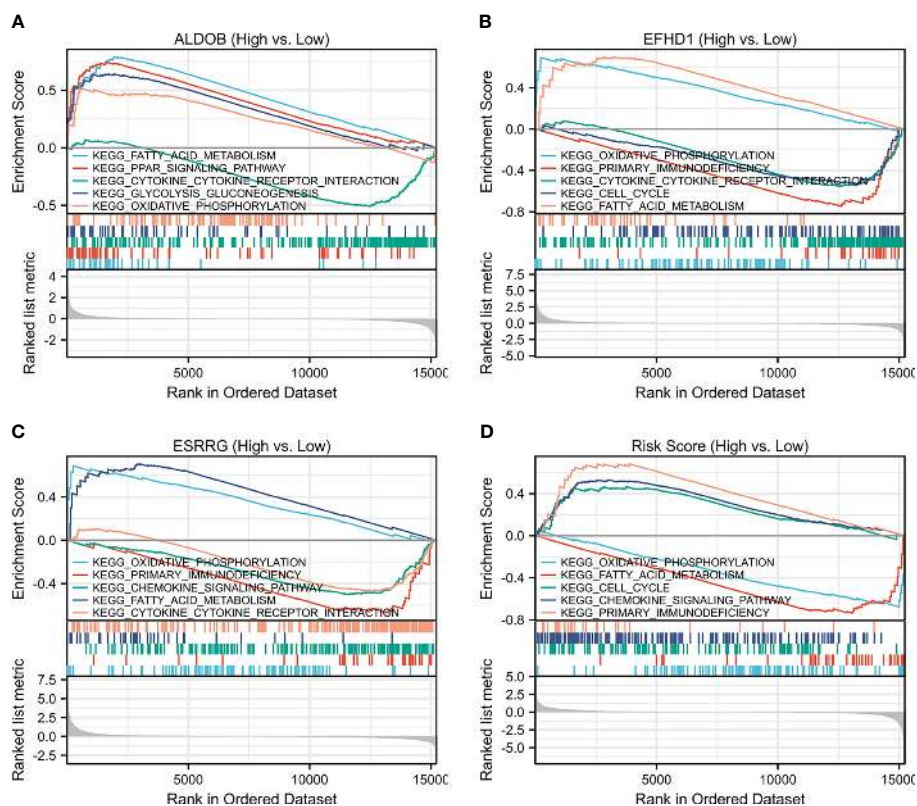 A
ALDOB (High vs. Low)
Enrichment Score
0.5
0.0
-0.5
KEGG_FATTY_ACID_METABOLISM
KEGG_PPAR_SIGNALING_PATHWAY
KEGG_CYTOKINE_CYTOKINE_RECEPTOR_INTERACTION
KEGG_GLYCOLYSIS_GLUCONEOGENESIS
KEGG_OXIDATIVE_PHOSPHORYLATION
Ranked list metric
4
2
0
-2
5000 10000 15000
Rank in Ordered Dataset
B
EFHD1 (High vs. Low)
Enrichment Score
0.4
0.0
-0.4
-0.8
KEGG_OXIDATIVE_PHOSPHORYLATION
KEGG_PRIMARY_IMMUNODEFICIENCY
KEGG_CYTOKINE_CYTOKINE_RECEPTOR_INTERACTION
KEGG_CELL_CYCLE
KEGG_FATTY_ACID_METABOLISM
Ranked list metric
7.5
5.0
2.5
0.0
-2.5
-5.0
5000 10000 15000
Rank in Ordered Dataset
C
ESRRG (High vs. Low)
Enrichment Score
0.4
0.0
-0.4
KEGG_OXIDATIVE_PHOSPHORYLATION
KEGG_PRIMARY_IMMUNODEFICIENCY
KEGG_CHEMOKINE_SIGNALING_PATHWAY
KEGG_FATTY_ACID_METABOLISM
KEGG_CYTOKINE_CYTOKINE_RECEPTOR_INTERACTION
Ranked list metric
7.5
5.0
2.5
0.0
-2.5
5000 10000 15000
Rank in Ordered Dataset
D
Risk Score (High vs. Low)
Enrichment Score
0.4
0.0
-0.4
-0.8
KEGG_OXIDATIVE_PHOSPHORYLATION
KEGG_FATTY_ACID_METABOLISM
KEGG_CELL_CYCLE
KEGG_CHEMOKINE_SIGNALING_PATHWAY
KEGG_PRIMARY_IMMUNODEFICIENCY
Ranked list metric
5.0
2.5
0.0
-2.5
-5.0
5000 10000 15000
Rank in Ordered Dataset